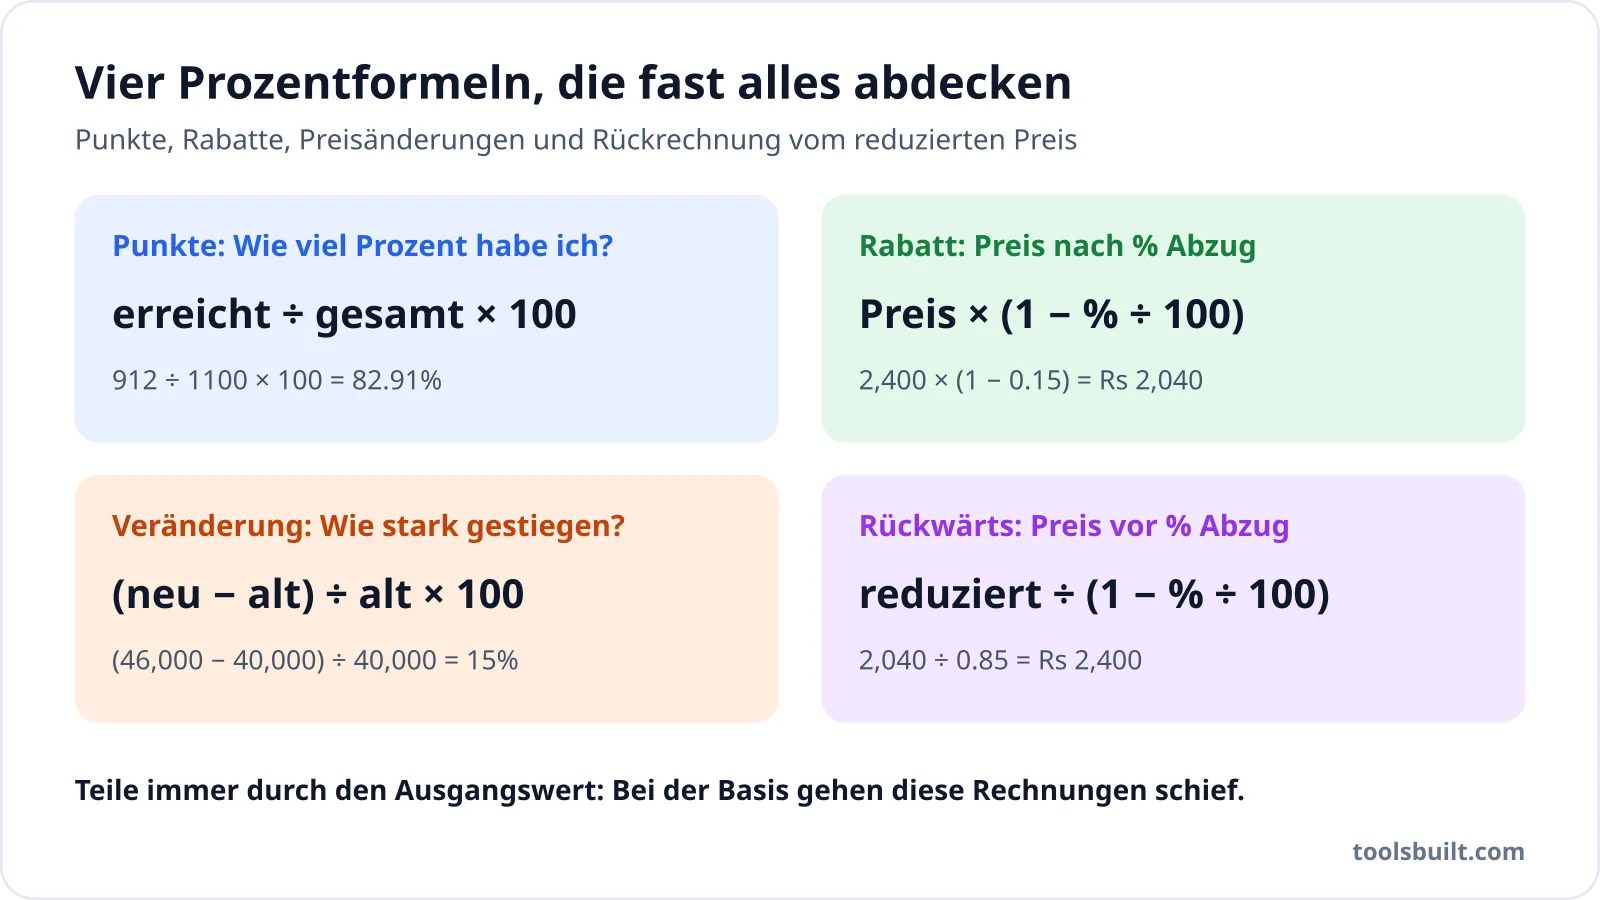 Vier Prozentformeln, die fast alles abdecken
Punkte, Rabatte, Preisänderungen und Rückrechnung vom reduzierten Preis
Punkte: Wie viel Prozent habe ich?
erreicht ÷ gesamt × 100
912 ÷ 1100 × 100 = 82.91%
Rabatt: Preis nach % Abzug
Preis × (1 − % ÷ 100)
2,400 × (1 − 0.15) = Rs 2,040
Veränderung: Wie stark gestiegen?
(neu − alt) ÷ alt × 100
(46,000 − 40,000) ÷ 40,000 = 15%
Rückwärts: Preis vor % Abzug
reduziert ÷ (1 − % ÷ 100)
2,040 ÷ 0.85 = Rs 2,400
Teile immer durch den Ausgangswert: Bei der Basis gehen diese Rechnungen schief.
toolsbuilt.com